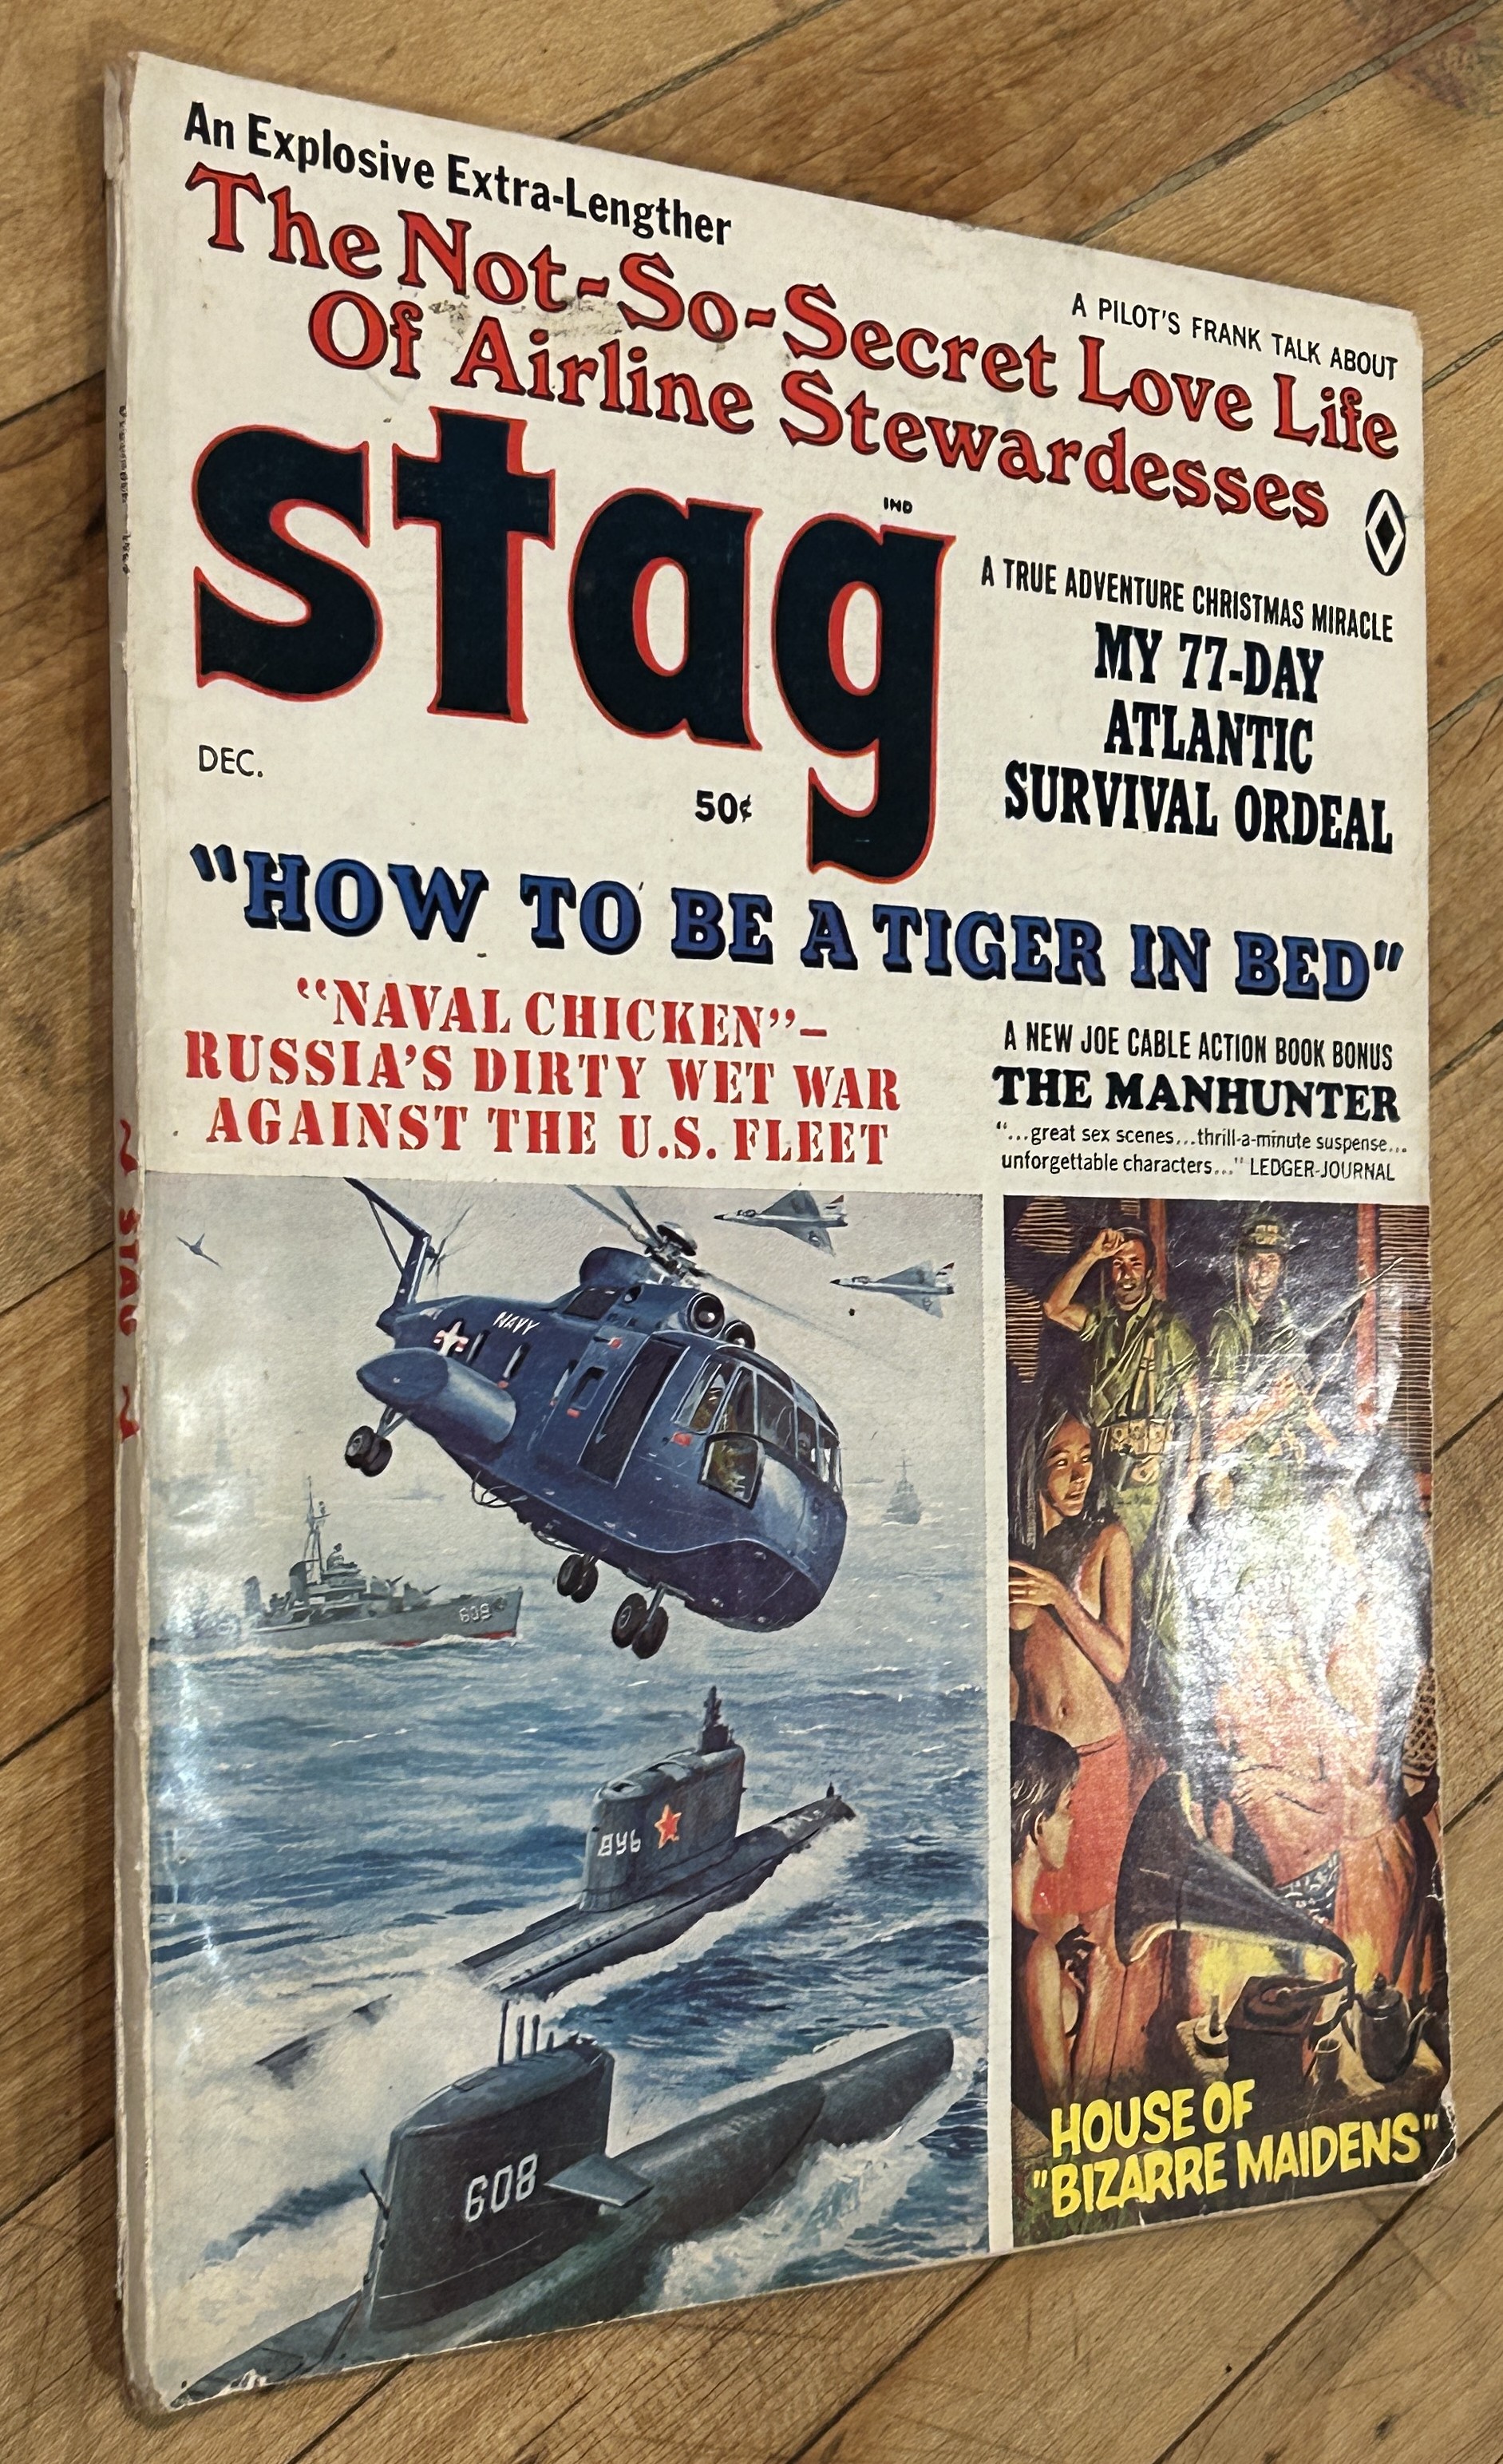 An Explosive Extra-Lengther
A PILOT'S FRANK TALK ABOUT
The Not-So-Secret Love Life
Of Airline Stewardesses
stag
IND
DEC.
50¢
A TRUE ADVENTURE CHRISTMAS MIRACLE
MY 77-DAY
ATLANTIC
SURVIVAL ORDEAL
"HOW TO BE A TIGER IN BED"
"NAVAL CHICKEN"–
RUSSIA'S DIRTY WET WAR
AGAINST THE U.S. FLEET
A NEW JOE CABLE ACTION BOOK BONUS
THE MANHUNTER
"...great sex scenes...thrill-a-minute suspense...
unforgettable characters..." LEDGER-JOURNAL
NAVY
609
608
HOUSE OF
"BIZARRE MAIDENS"
STAG